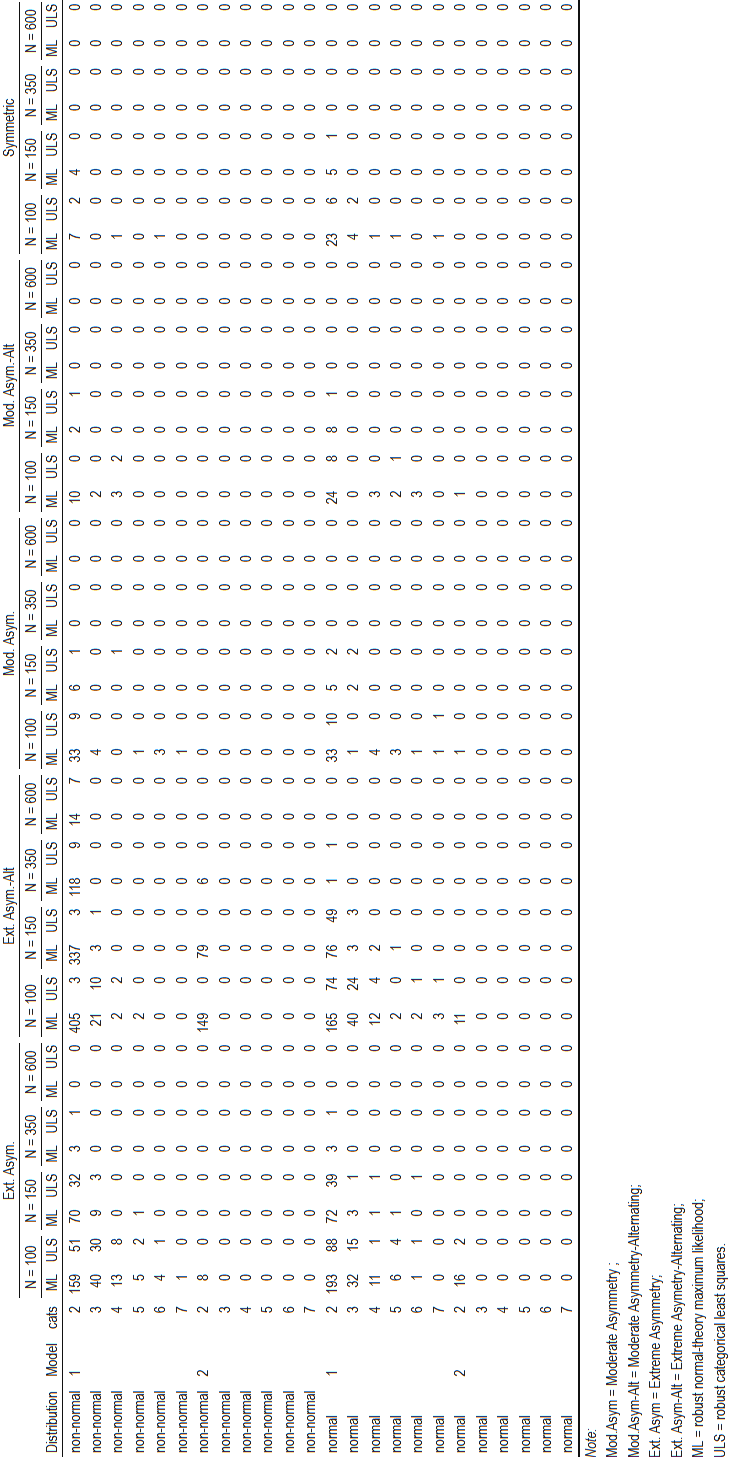 Ext. Asym. Ext. Asym.-Alt Mod. Asym. Mod. Asym.-Alt Symmetric
N = 100 N = 150 N = 350 N = 600 N = 100 N = 150 N = 350 N = 600 N = 100 N = 150 N = 350 N = 600 N = 100 N = 150 N = 350 N = 600 N = 100 N = 150 N = 350 N = 600
Distribution Model cats ML ULS ML ULS ML ULS ML ULS ML ULS ML ULS ML ULS ML ULS ML ULS ML ULS ML ULS ML ULS ML ULS ML ULS ML ULS ML ULS ML ULS ML ULS ML ULS ML ULS
non-normal 1 2 159 51 70 32 3 1 0 0 405 3 337 3 118 9 14 7 33 9 6 1 0 0 0 0 10 0 2 1 0 0 0 0 7 2 4 0 0 0 0 0
non-normal 3 40 30 9 3 0 0 0 0 21 10 3 1 0 0 0 0 4 0 0 0 0 0 0 0 2 0 0 0 0 0 0 0 0 0 0 0 0 0 0 0
non-normal 4 13 8 0 0 0 0 0 0 2 2 0 0 0 0 0 0 0 0 0 1 0 0 0 0 3 2 0 0 0 0 0 0 1 0 0 0 0 0 0 0
non-normal 5 5 2 1 0 0 0 0 0 2 0 0 0 0 0 0 0 1 0 0 0 0 0 0 0 0 0 0 0 0 0 0 0 0 0 0 0 0 0 0 0
non-normal 6 4 1 0 0 0 0 0 0 0 0 0 0 0 0 0 0 3 0 0 0 0 0 0 0 0 0 0 0 0 0 0 0 1 0 0 0 0 0 0 0
non-normal 7 1 0 0 0 0 0 0 0 0 0 0 0 0 0 0 0 1 0 0 0 0 0 0 0 0 0 0 0 0 0 0 0 0 0 0 0 0 0 0 0
non-normal 2 2 8 0 0 0 0 0 0 0 149 0 79 0 6 0 0 0 0 0 0 0 0 0 0 0 0 0 0 0 0 0 0 0 0 0 0 0 0 0 0 0
non-normal 3 0 0 0 0 0 0 0 0 0 0 0 0 0 0 0 0 0 0 0 0 0 0 0 0 0 0 0 0 0 0 0 0 0 0 0 0 0 0 0 0
non-normal 4 0 0 0 0 0 0 0 0 0 0 0 0 0 0 0 0 0 0 0 0 0 0 0 0 0 0 0 0 0 0 0 0 0 0 0 0 0 0 0 0
non-normal 5 0 0 0 0 0 0 0 0 0 0 0 0 0 0 0 0 0 0 0 0 0 0 0 0 0 0 0 0 0 0 0 0 0 0 0 0 0 0 0 0
non-normal 6 0 0 0 0 0 0 0 0 0 0 0 0 0 0 0 0 0 0 0 0 0 0 0 0 0 0 0 0 0 0 0 0 0 0 0 0 0 0 0 0
non-normal 7 0 0 0 0 0 0 0 0 0 0 0 0 0 0 0 0 0 0 0 0 0 0 0 0 0 0 0 0 0 0 0 0 0 0 0 0 0 0 0 0
normal 1 2 193 88 72 39 3 1 0 0 165 74 76 49 1 1 0 0 33 10 5 2 0 0 0 0 24 8 8 1 0 0 0 0 23 6 5 1 0 0 0 0
normal 3 32 15 3 1 0 0 0 0 40 24 3 3 0 0 0 0 1 0 2 2 0 0 0 0 0 0 0 0 0 0 0 0 4 2 0 0 0 0 0 0
normal 4 11 1 1 1 0 0 0 0 12 4 2 0 0 0 0 0 4 0 0 0 0 0 0 0 3 0 0 0 0 0 0 0 1 0 0 0 0 0 0 0
normal 5 6 4 1 0 0 0 0 0 2 0 1 0 0 0 0 0 3 0 0 0 0 0 0 0 2 1 0 0 0 0 0 0 1 0 0 0 0 0 0 0
normal 6 1 1 0 1 0 0 0 0 2 1 0 0 0 0 0 0 1 0 0 0 0 0 0 0 3 0 0 0 0 0 0 0 0 0 0 0 0 0 0 0
normal 7 0 0 0 0 0 0 0 0 3 1 0 0 0 0 0 0 1 1 0 0 0 0 0 0 0 0 0 0 0 0 0 0 1 0 0 0 0 0 0 0
normal 2 2 16 2 0 0 0 0 0 0 11 0 0 0 0 0 0 0 1 0 0 0 0 0 0 0 1 0 0 0 0 0 0 0 0 0 0 0 0 0 0 0
normal 3 0 0 0 0 0 0 0 0 0 0 0 0 0 0 0 0 0 0 0 0 0 0 0 0 0 0 0 0 0 0 0 0 0 0 0 0 0 0 0 0
normal 4 0 0 0 0 0 0 0 0 0 0 0 0 0 0 0 0 0 0 0 0 0 0 0 0 0 0 0 0 0 0 0 0 0 0 0 0 0 0 0 0
normal 5 0 0 0 0 0 0 0 0 0 0 0 0 0 0 0 0 0 0 0 0 0 0 0 0 0 0 0 0 0 0 0 0 0 0 0 0 0 0 0 0
normal 6 0 0 0 0 0 0 0 0 0 0 0 0 0 0 0 0 0 0 0 0 0 0 0 0 0 0 0 0 0 0 0 0 0 0 0 0 0 0 0 0
normal 7 0 0 0 0 0 0 0 0 0 0 0 0 0 0 0 0 0 0 0 0 0 0 0 0 0 0 0 0 0 0 0 0 0 0 0 0 0 0 0 0
Note:
Mod.Asym = Moderate Asymmetry ;
Mod.Asym-Alt = Moderate Asymmetry-Alternating;
Ext. Asym = Extreme Asymmetry;
Ext. Asym-Alt = Extreme Asymetry-Alternating;
ML = robust normal-theory maximum likelihood;
ULS = robust categorical least squares.